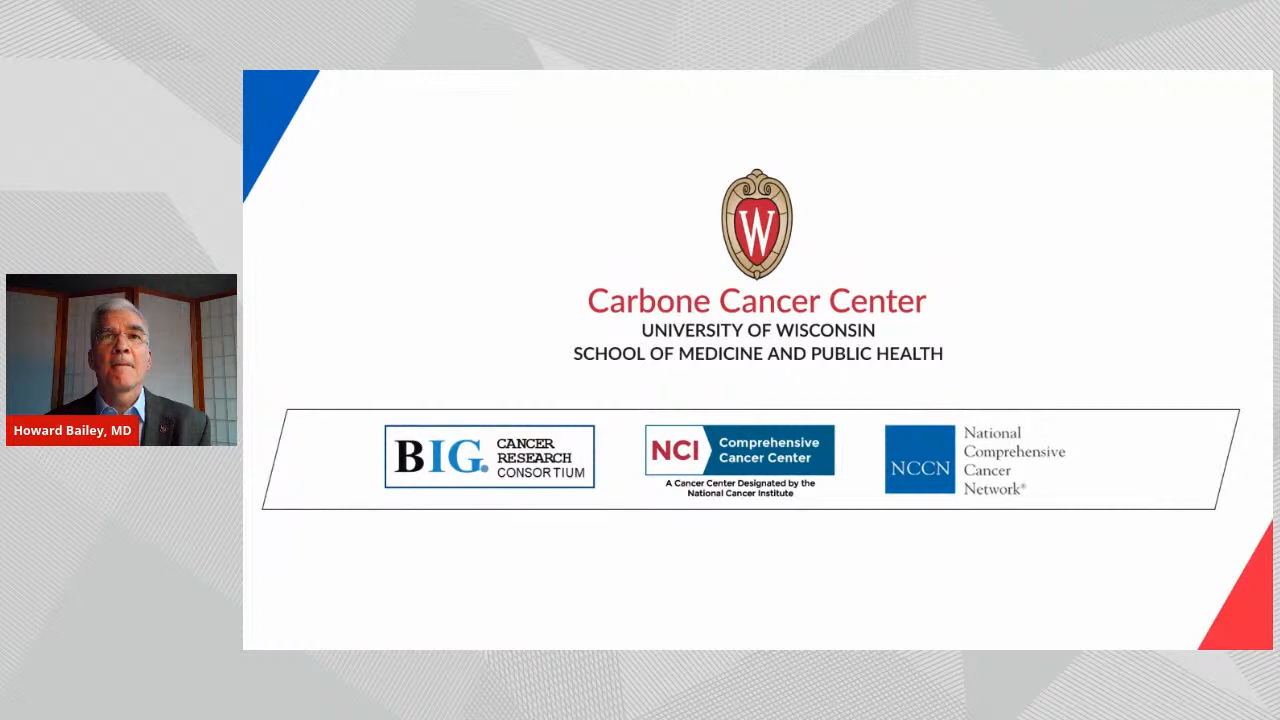 W
Carbone Cancer Center
UNIVERSITY OF WISCONSIN
SCHOOL OF MEDICINE AND PUBLIC HEALTH
BIG® CANCER
RESEARCH
CONSORTIUM
NCI Comprehensive
Cancer Center
A Cancer Center Designated by the
National Cancer Institute
NCCN
National
Comprehensive
Cancer
Network®
Howard Bailey, MD